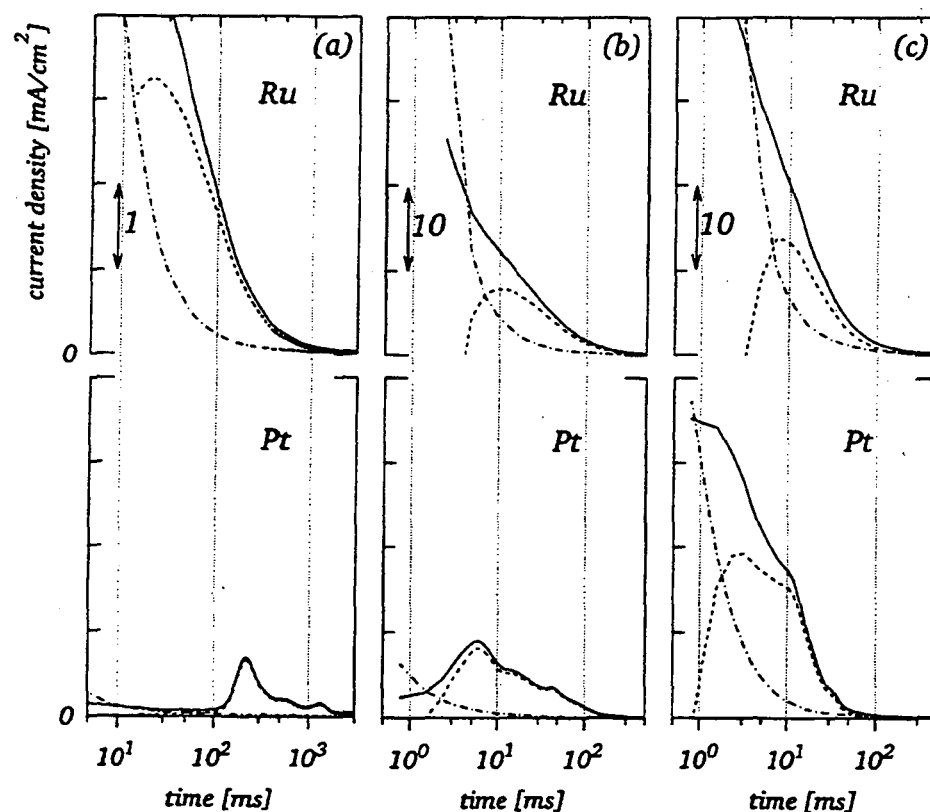 current density [mA/cm²]
(a)
Ru
1
0
(b)
Ru
10
(c)
Ru
10
Pt
0
10¹
10²
10³
time [ms]
Pt
10⁰
10¹
10²
time [ms]
Pt
10⁰
10¹
10²
time [ms]